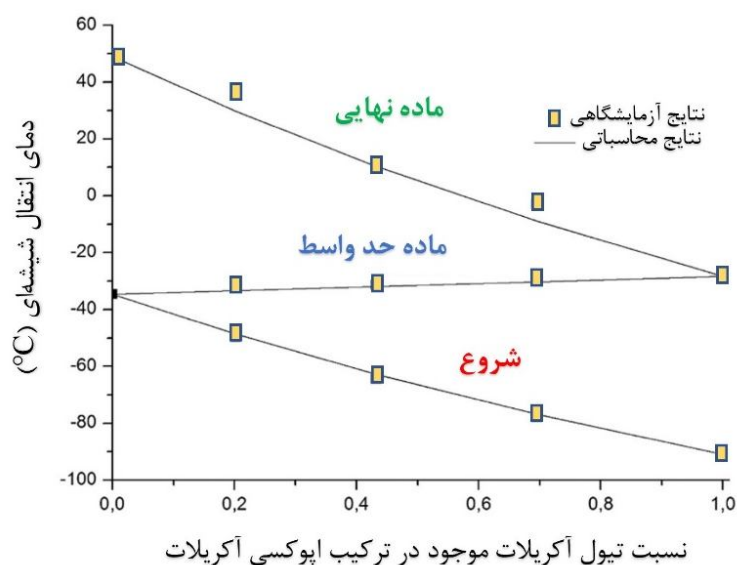 60
40
20
0
-20
-40
-60
-80
-100
دمای انتقال شیشه‌ای (°C)
ماده نهایی
نتایج آزمایشگاهی
نتایج محاسباتی
ماده حد واسط
شروع
0,0 0,2 0,4 0,6 0,8 1,0
نسبت تیول آکریلات موجود در ترکیب اپوکسی آکریلات